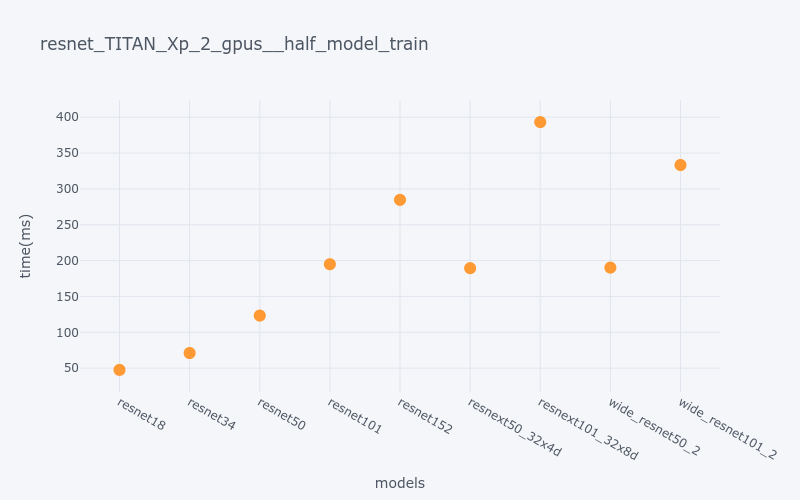 resnet_TITAN_Xp_2_gpus__half_model_train
400
350
300
250
200
150
100
50
time(ms)
resnet18
resnet34
resnet50
resnet101
resnet152
resnext50_32x4d
resnext101_32x8d
wide_resnet50_2
wide_resnet101_2
models